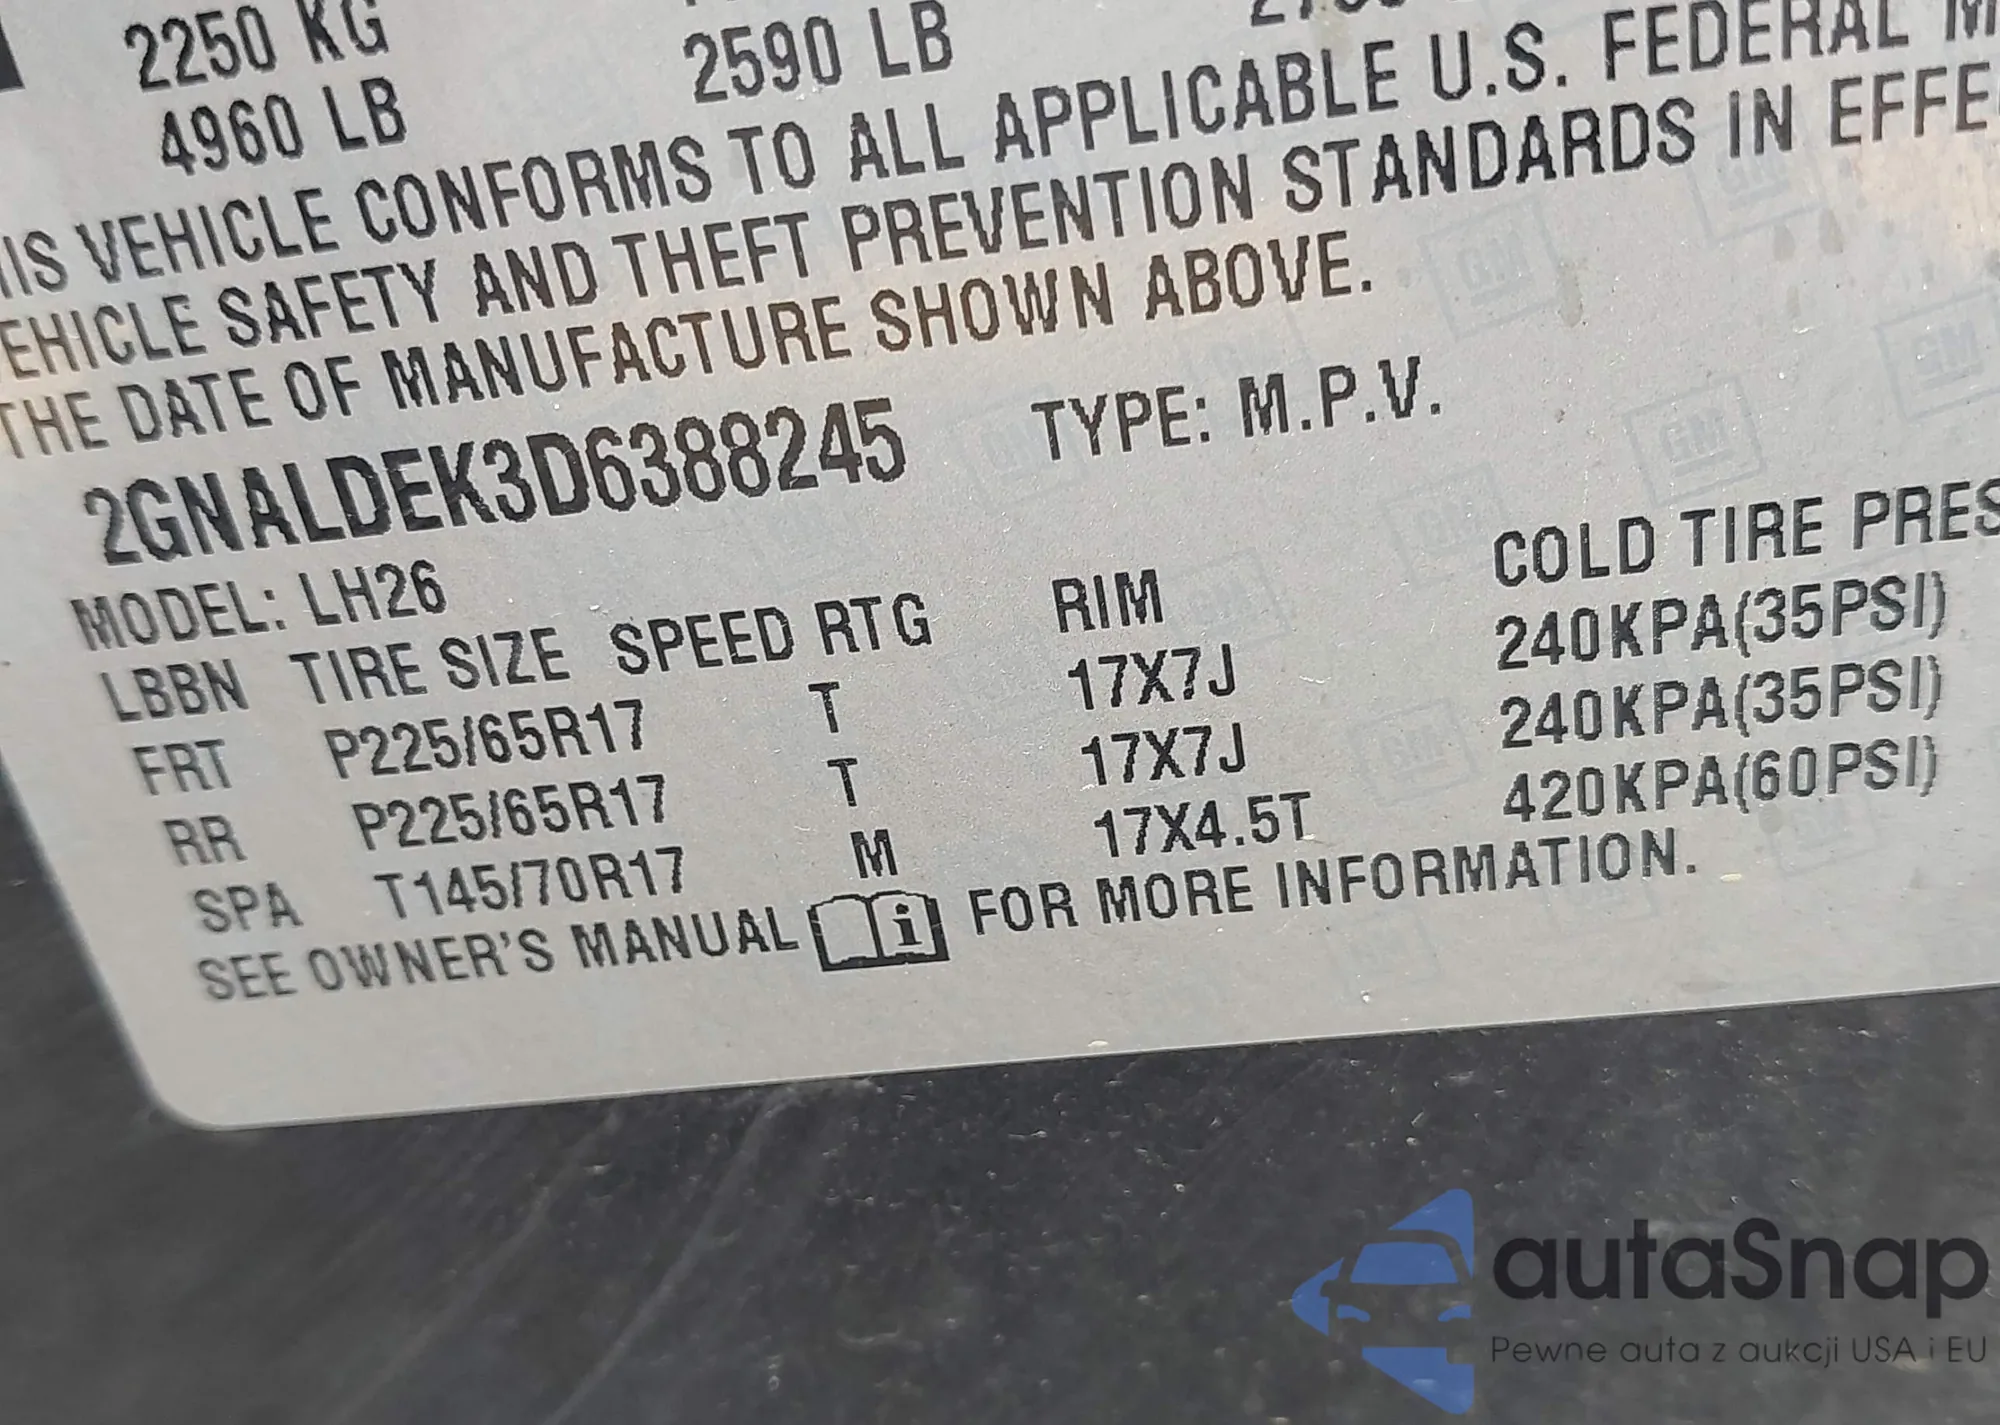 2250 KG
4960 LB 2590 LB
IS VEHICLE CONFORMS TO ALL APPLICABLE U.S. FEDERAL M
EHICLE SAFETY AND THEFT PREVENTION STANDARDS IN EFFE
THE DATE OF MANUFACTURE SHOWN ABOVE.
2GNALDEK3D6388245 TYPE: M.P.V.
MODEL: LH26
LBBN TIRE SIZE SPEED RTG RIM COLD TIRE PRES
FRT P225/65R17 T 17X7J 240KPA(35PSI)
RR P225/65R17 T 17X7J 240KPA(35PSI)
SPA T145/70R17 M 17X4.5T 420KPA(60PSI)
SEE OWNER'S MANUAL i FOR MORE INFORMATION.
autaSnap
Pewne auta z aukcji USA i EU